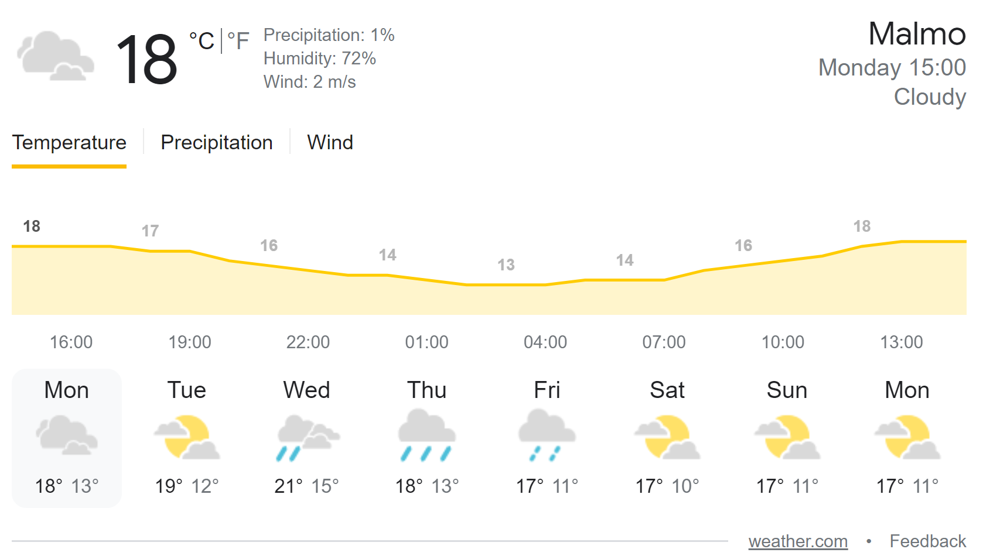 18 °C | °F
Precipitation: 1%
Humidity: 72%
Wind: 2 m/s
Malmo
Monday 15:00
Cloudy
Temperature Precipitation Wind
18 17 16 14 13 14 16 18
16:00 19:00 22:00 01:00 04:00 07:00 10:00 13:00
Mon Tue Wed Thu Fri Sat Sun Mon
18° 13° 19° 12° 21° 15° 18° 13° 17° 11° 17° 10° 17° 11° 17° 11°
weather.com • Feedback